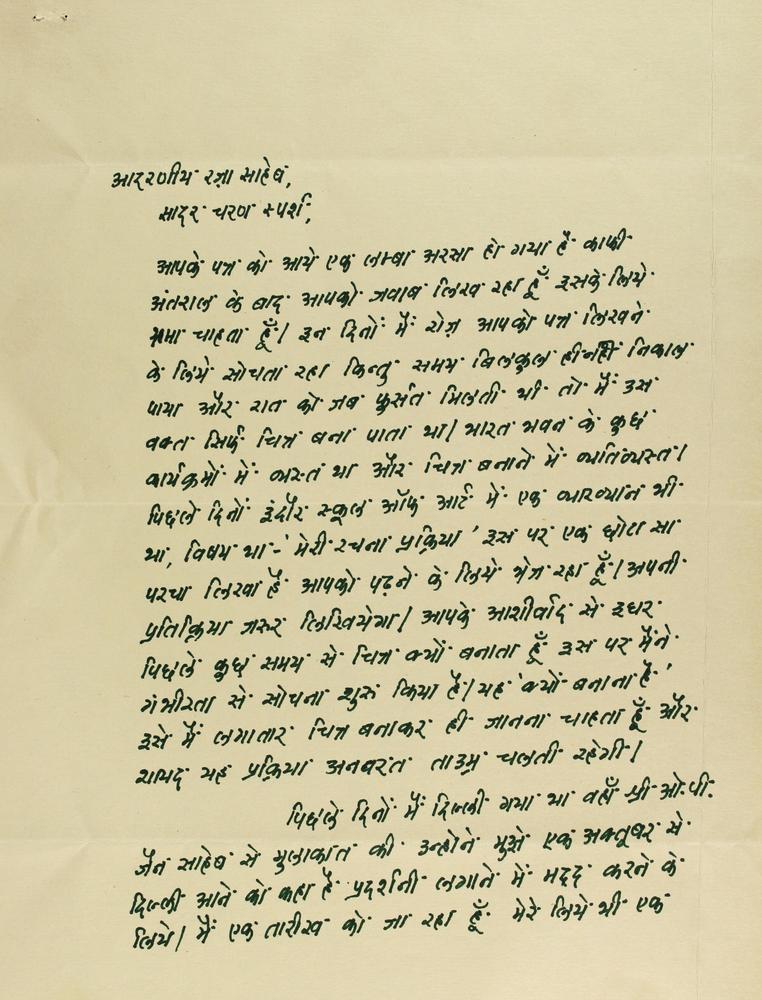 आदरणीय रज़ा साहेब,
सादर चरण स्पर्श,
आपके पत्र को आये एक लम्बा अरसा हो गया है काफी
अंतराल के बाद आपको जवाब लिख रहा हूँ इसके लिये
क्षमा चाहता हूँ। इन दिनों मैं रोज़ आपको पत्र लिखने
के लिये सोचता रहा किन्तु समय बिलकुल ही नहीं निकाल
पाया और रात को जब फुर्सत मिलती थी तो मैं उस
वक्त सिर्फ चित्र बना पाता था। भारत भवन के कुछ
कार्यक्रमों में व्यस्त था और चित्र बनाने में व्यतिव्यस्त।
पिछले दिनों इंदौर स्कूल ऑफ आर्ट में एक व्याख्यान भी
था, विषय था-'मेरी रचना प्रक्रिया' इस पर एक छोटा सा
परचा लिखा है आपको पढ़ने के लिये भेज रहा हूँ। अपनी
प्रतिक्रिया जरूर लिखियेगा। आपके आशीर्वाद से इधर
पिछले कुछ समय से चित्र क्यों बनाता हूँ इस पर मैंने
गंभीरता से सोचना शुरु किया है। यह 'क्यों बनाना है'
इसे मैं लगातार चित्र बनाकर ही जानना चाहता हूँ और
शायद यह प्रक्रिया अनवरत ताउम्र चलती रहेगी।
पिछले दिनों मैं दिल्ली गया था वहाँ श्री ओ.पी.
जैन साहेब से मुलाकात की उन्होने मुझे एक अक्तूबर से
दिल्ली आने को कहा है प्रदर्शनी लगाने में मदद करने के
लिये। मैं एक तारीख को जा रहा हूँ मेरे लिये भी एक